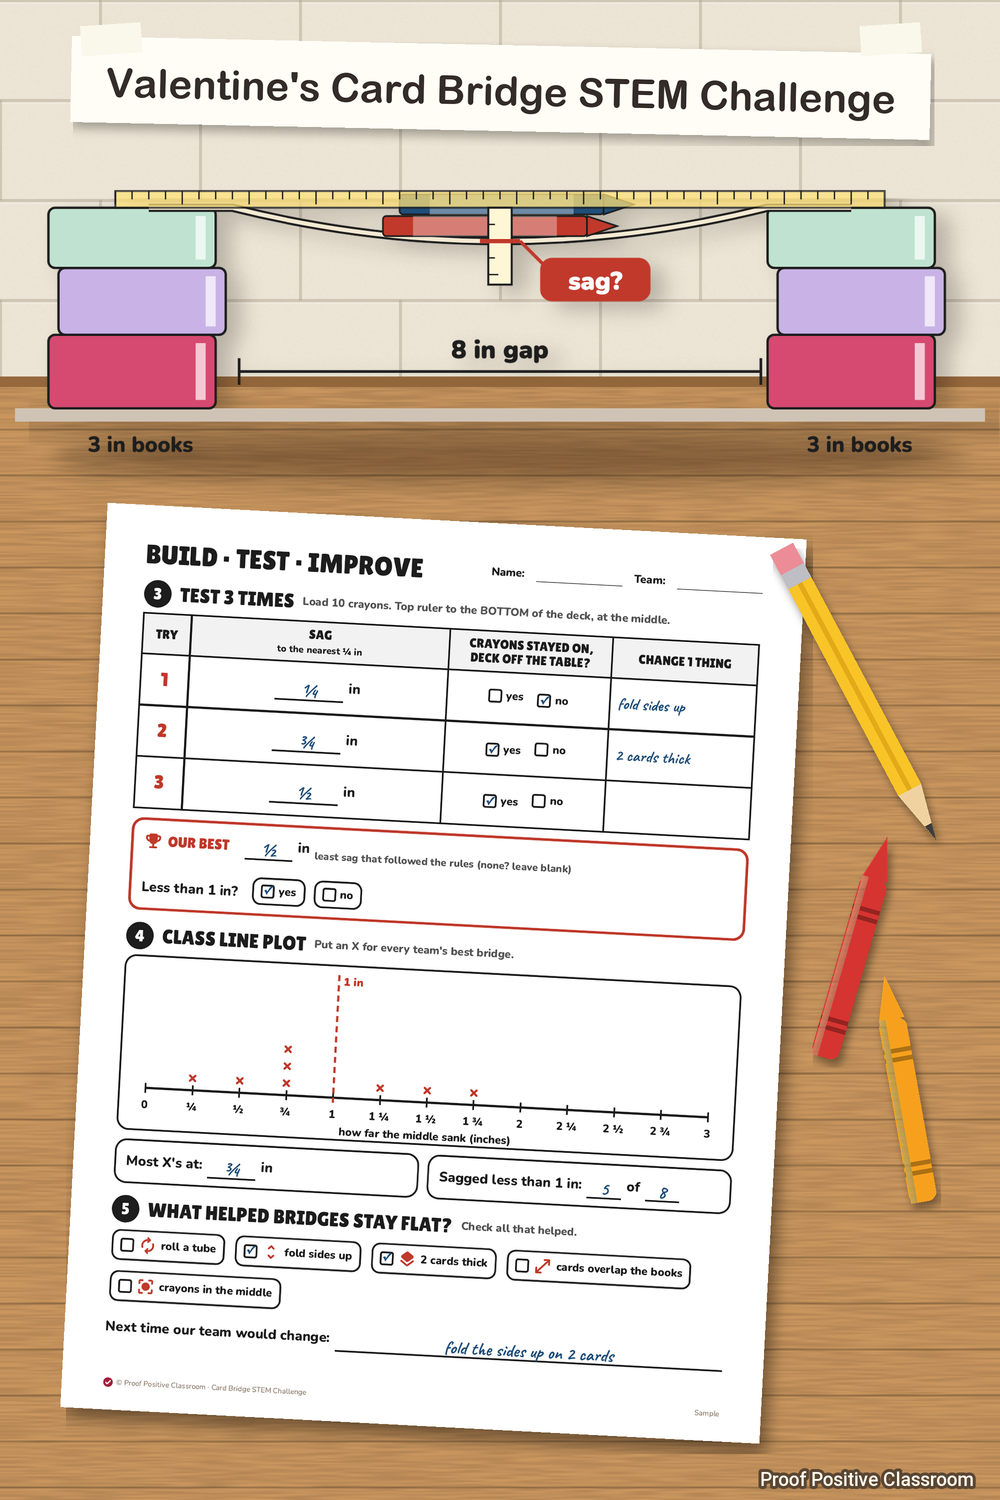 Valentine's Card Bridge STEM Challenge
sag?
8 in gap
3 in books
3 in books
BUILD · TEST · IMPROVE
Name: Team:
3 TEST 3 TIMES Load 10 crayons. Top ruler to the BOTTOM of the deck, at the middle.
TRY SAG to the nearest ¼ in CRAYONS STAYED ON, DECK OFF THE TABLE? CHANGE 1 THING
1 ¼ in yes no fold sides up
2 ¾ in yes no 2 cards thick
3 ½ in yes no
OUR BEST ½ in least sag that followed the rules (none? leave blank)
Less than 1 in? yes no
4 CLASS LINE PLOT Put an X for every team's best bridge.
1 in
0 ¼ ½ ¾ 1 1 ¼ 1 ½ 1 ¾ 2 2 ¼ 2 ½ 2 ¾ 3
how far the middle sank (inches)
Most X's at: ¾ in
Sagged less than 1 in: 5 of 8
5 WHAT HELPED BRIDGES STAY FLAT? Check all that helped.
roll a tube fold sides up 2 cards thick cards overlap the books
crayons in the middle
Next time our team would change: fold the sides up on 2 cards
© Proof Positive Classroom · Card Bridge STEM Challenge
Sample
Proof Positive Classroom